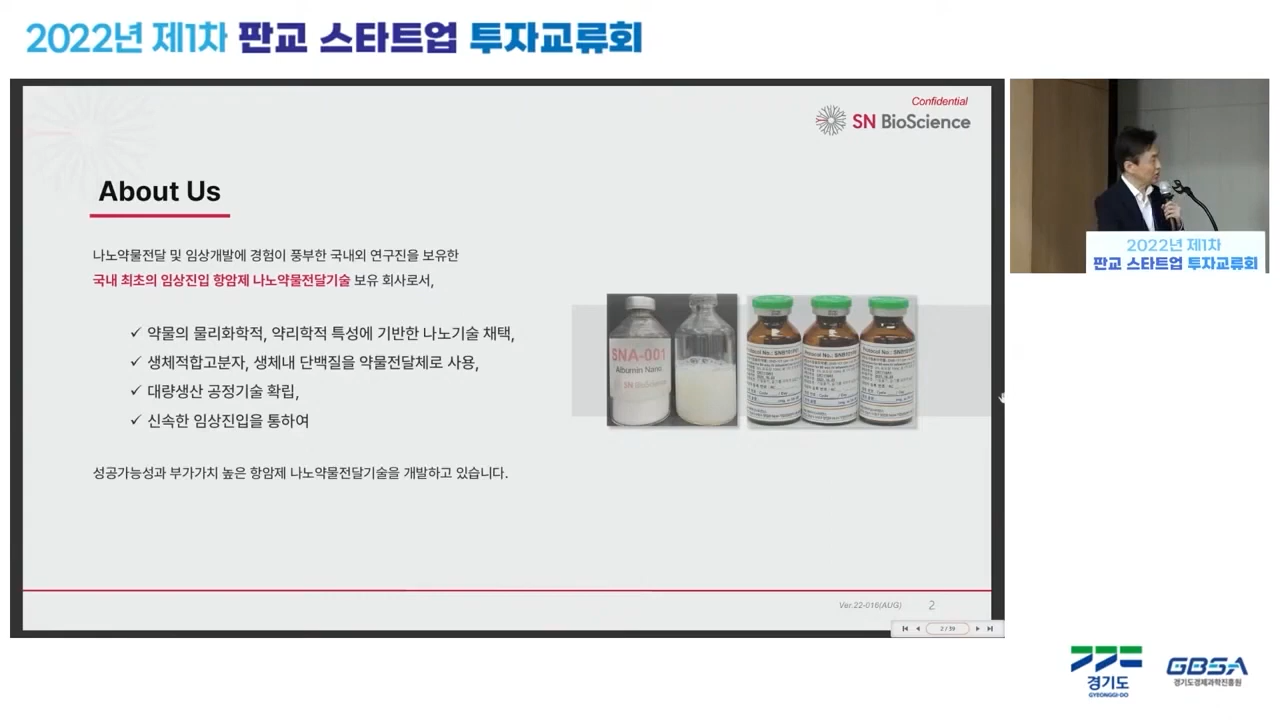 2022년 제1차 판교 스타트업 투자교류회
Confidential
SN BioScience
About Us
나노약물전달 및 임상개발에 경험이 풍부한 국내외 연구진을 보유한
국내 최초의 임상진입 항암제 나노약물전달기술 보유 회사로서,
✓ 약물의 물리화학적, 약리학적 특성에 기반한 나노기술 채택,
✓ 생체적합고분자, 생체내 단백질을 약물전달체로 사용,
✓ 대량생산 공정기술 확립,
✓ 신속한 임상진입을 통하여
성공가능성과 부가가치 높은 항암제 나노약물전달기술을 개발하고 있습니다.
SNA-001
Albumin Nano
SN BioScience
Protocol No.: SNB101
Ver.22-016(AUG)
2
2 / 39
2022년 제1차
판교 스타트업 투자교류회
경기도
GYEONGGI-DO
GBSA
경기도경제과학진흥원